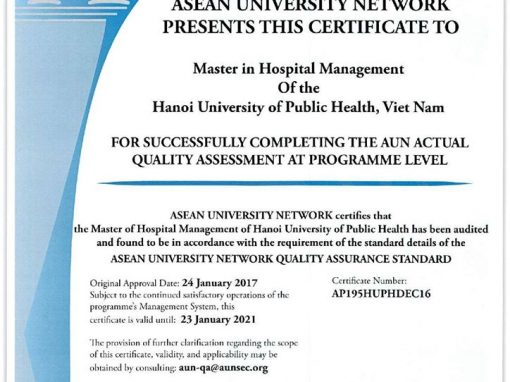 ASEAN UNIVERSITY NETWORK
PRESENTS THIS CERTIFICATE TO
Master in Hospital Management
Of the
Hanoi University of Public Health, Viet Nam
FOR SUCCESSFULLY COMPLETING THE AUN ACTUAL
QUALITY ASSESSMENT AT PROGRAMME LEVEL
ASEAN UNIVERSITY NETWORK certifies that
the Master of Hospital Management of Hanoi University of Public Health has been audited
and found to be in accordance with the requirement of the standard details of the
ASEAN UNIVERSITY NETWORK QUALITY ASSURANCE STANDARD
Original Approval Date: 24 January 2017
Subject to the continued satisfactory operations of the
programme's Management System, this
certificate is valid until: 23 January 2021
Certificate Number:
AP195HUPHDEC16
The provision of further clarification regarding the scope
of this certificate, validity, and applicability may be
obtained by consulting: aun-qa@aunsec.org